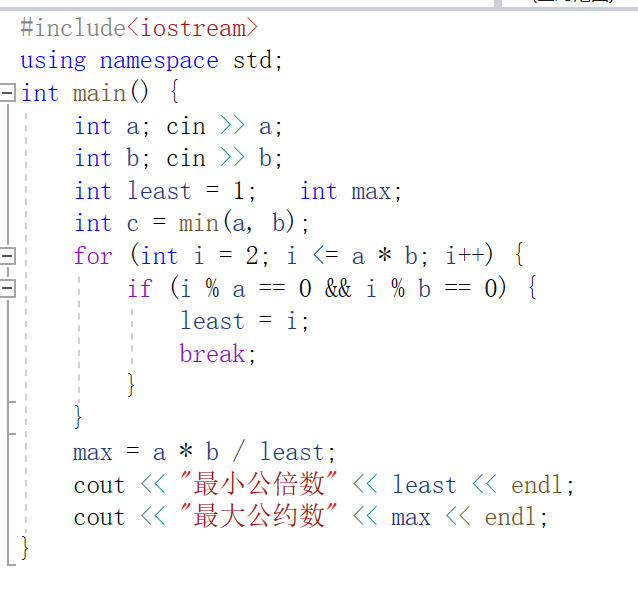 #include<iostream>
using namespace std;
int main() {
    int a; cin >> a;
    int b; cin >> b;
    int least = 1;   int max;
    int c = min(a, b);
    for (int i = 2; i <= a * b; i++) {
        if (i % a == 0 && i % b == 0) {
            least = i;
            break;
        }
    }
    max = a * b / least;
    cout << "最小公倍数" << least << endl;
    cout << "最大公约数" << max << endl;
}